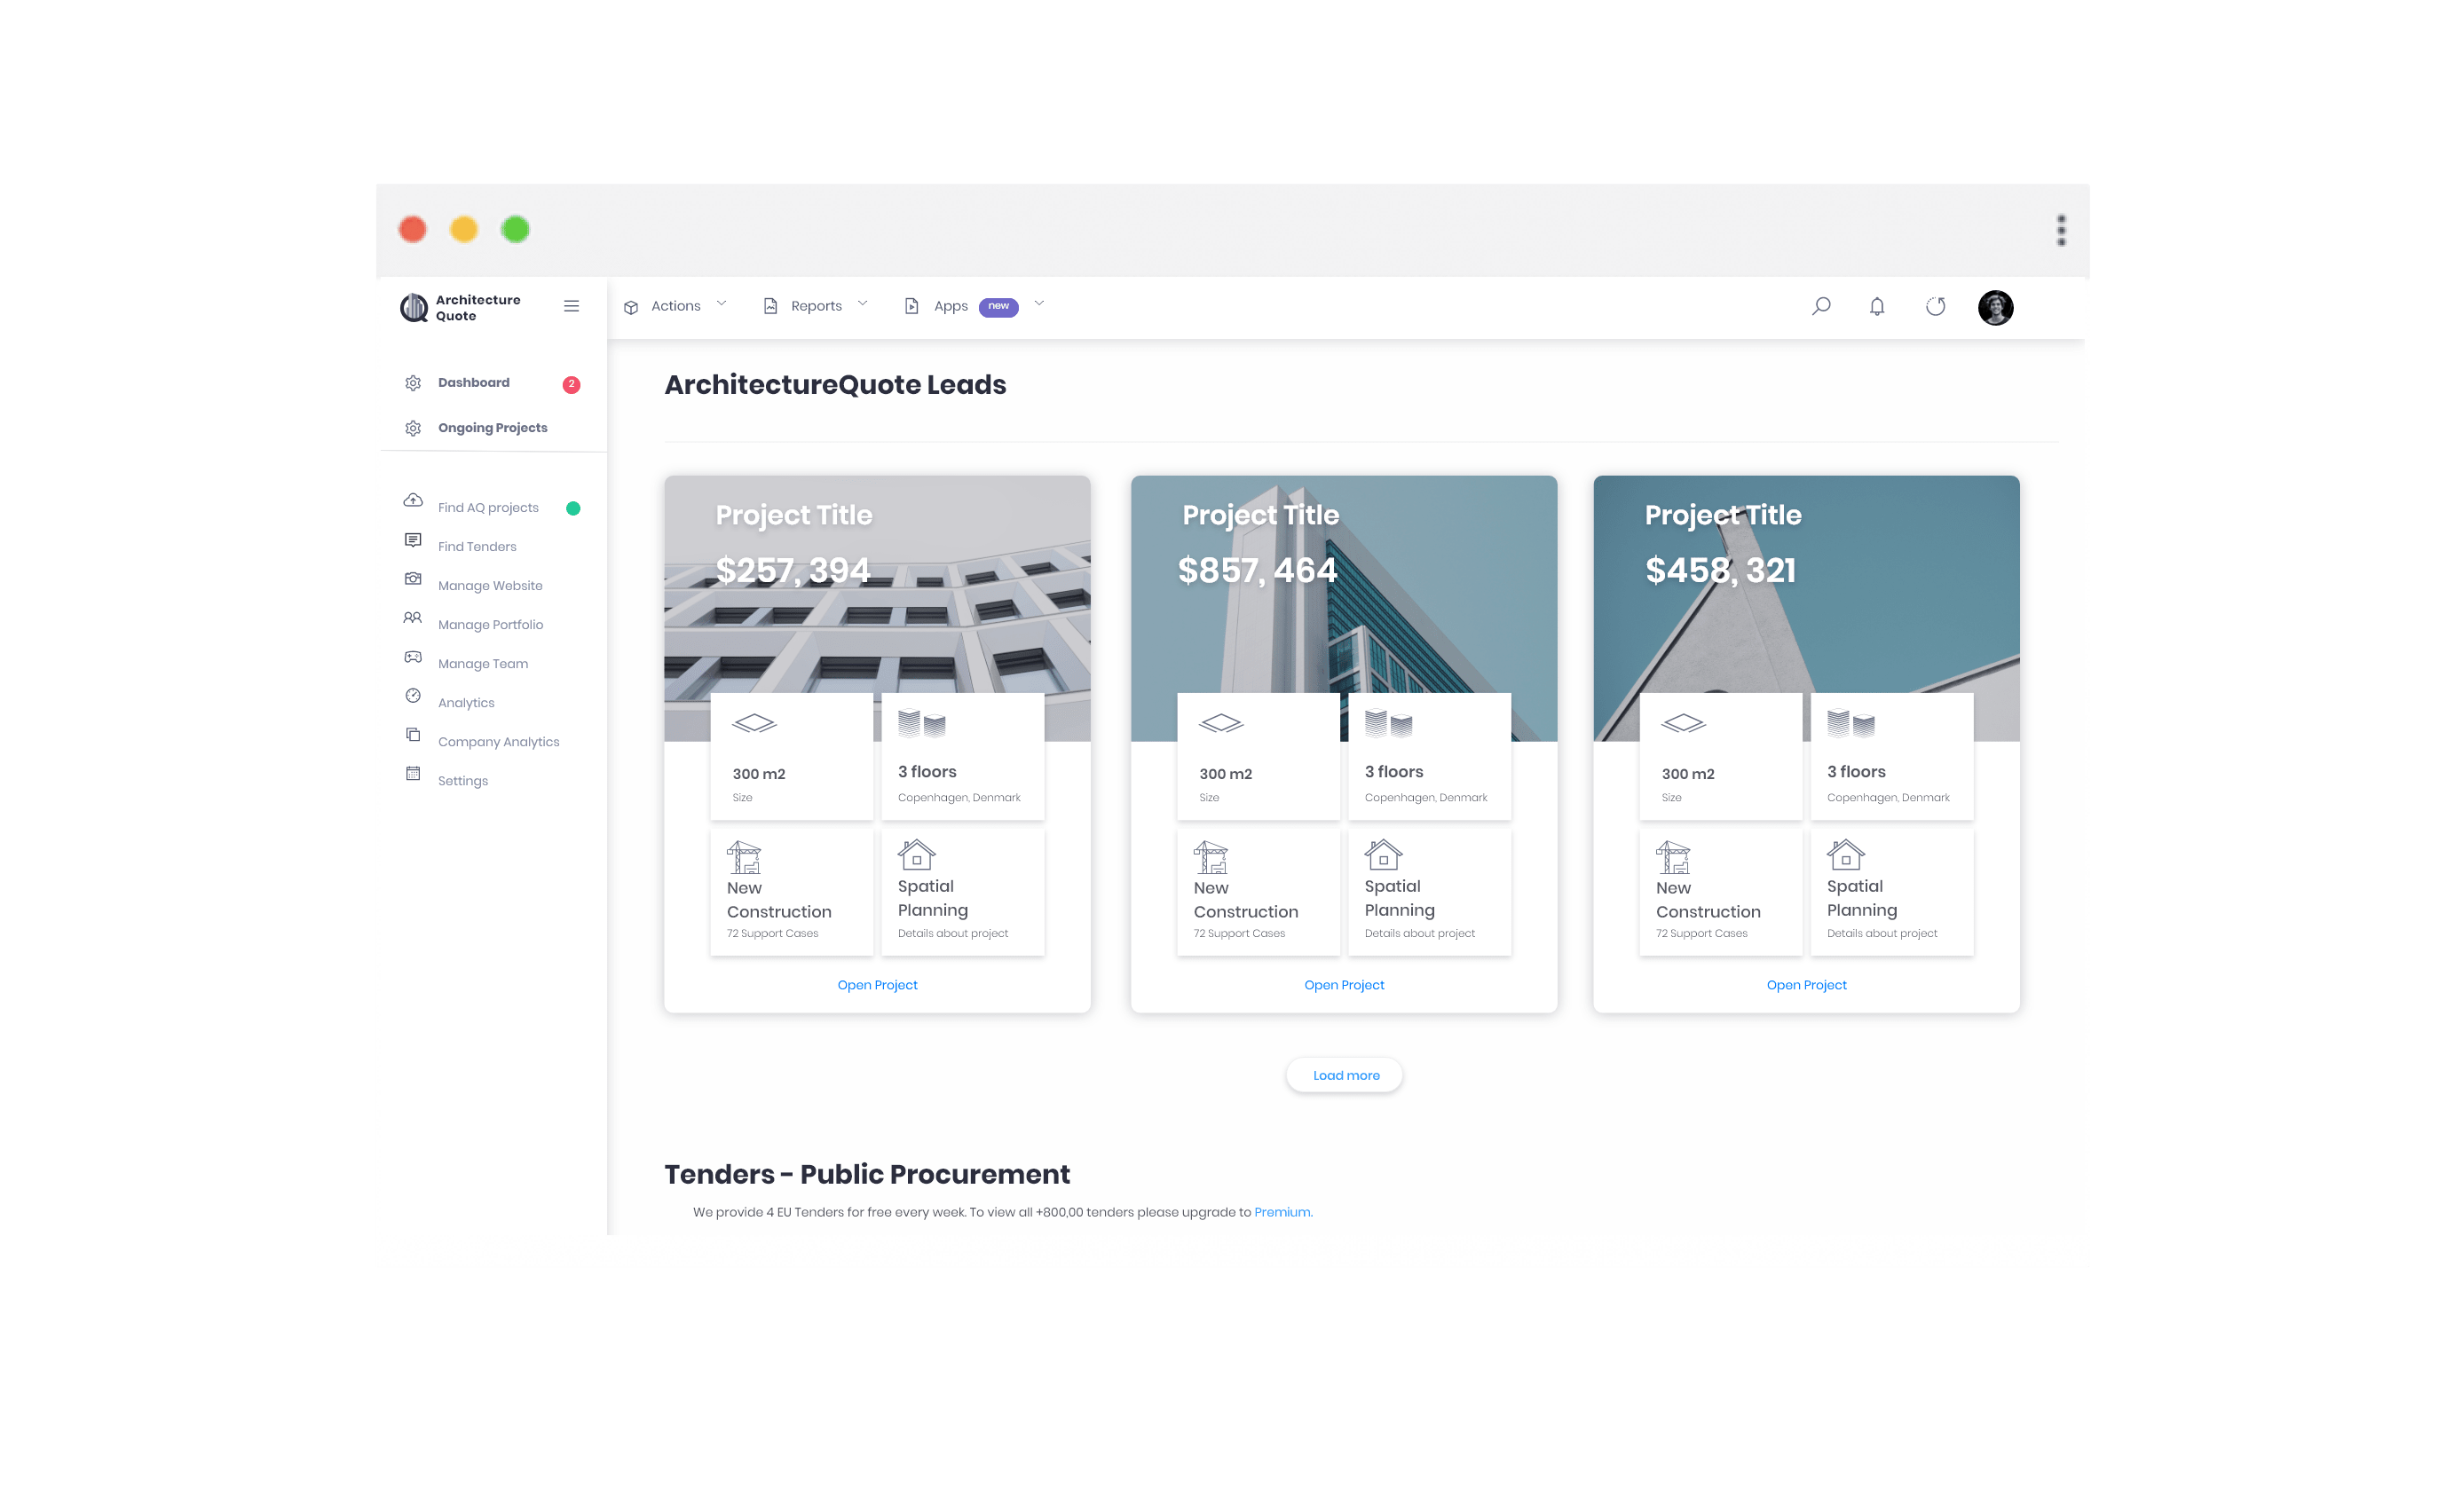 Architecture
Quote
Actions
Reports
Apps
new
Dashboard
2
Ongoing Projects
Find AQ projects
Find Tenders
Manage Website
Manage Portfolio
Manage Team
Analytics
Company Analytics
Settings
ArchitectureQuote Leads
Project Title
$257, 394
300 m2
Size
3 floors
Copenhagen, Denmark
New
Construction
72 Support Cases
Spatial
Planning
Details about project
Open Project
Project Title
$857, 464
300 m2
Size
3 floors
Copenhagen, Denmark
New
Construction
72 Support Cases
Spatial
Planning
Details about project
Open Project
Project Title
$458, 321
300 m2
Size
3 floors
Copenhagen, Denmark
New
Construction
72 Support Cases
Spatial
Planning
Details about project
Open Project
Load more
Tenders - Public Procurement
We provide 4 EU Tenders for free every week. To view all +800,00 tenders please upgrade to Premium.